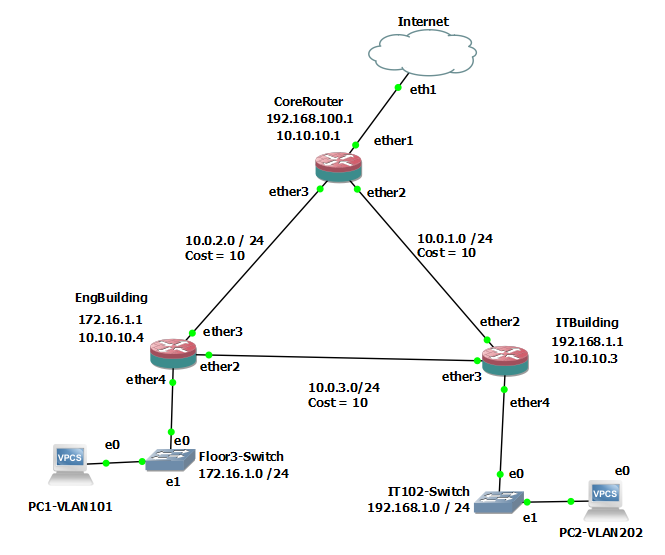 Internet
eth1
CoreRouter
192.168.100.1
10.10.10.1
ether1
ether3
ether2
10.0.2.0 / 24
Cost = 10
10.0.1.0 /24
Cost = 10
EngBuilding
172.16.1.1
10.10.10.4
ether3
ether2
ether4
ether2
ITBuilding
192.168.1.1
10.10.10.3
ether3
ether4
10.0.3.0/24
Cost = 10
e0
VPCS
PC1-VLAN101
e0
e1
Floor3-Switch
172.16.1.0 /24
e0
IT102-Switch
192.168.1.0 / 24
e1
e0
VPCS
PC2-VLAN202